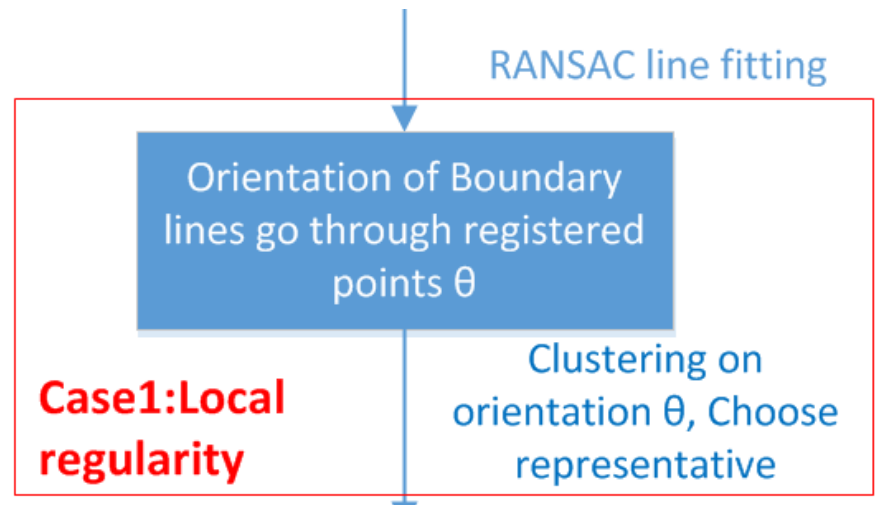 RANSAC line fitting
Orientation of Boundary
lines go through registered
points θ
Case1:Local
regularity
Clustering on
orientation θ, Choose
representative